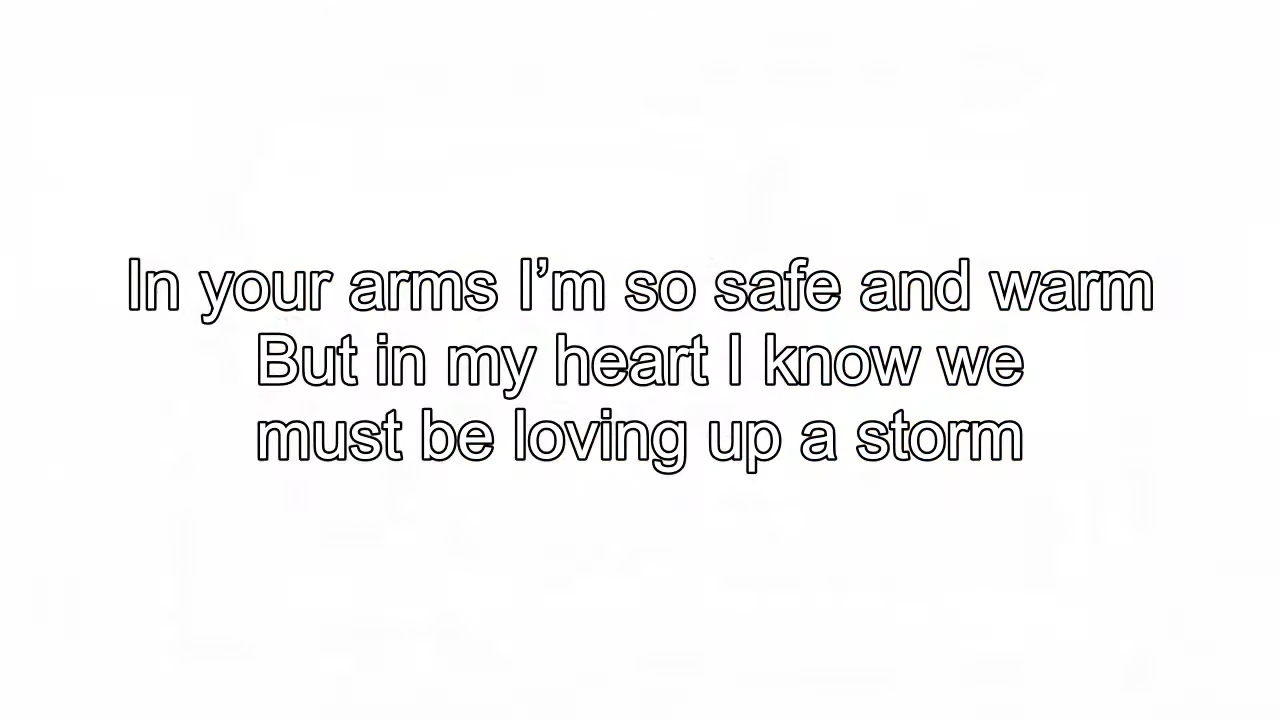 In your arms I’m so safe and warm
But in my heart I know we
must be loving up a storm